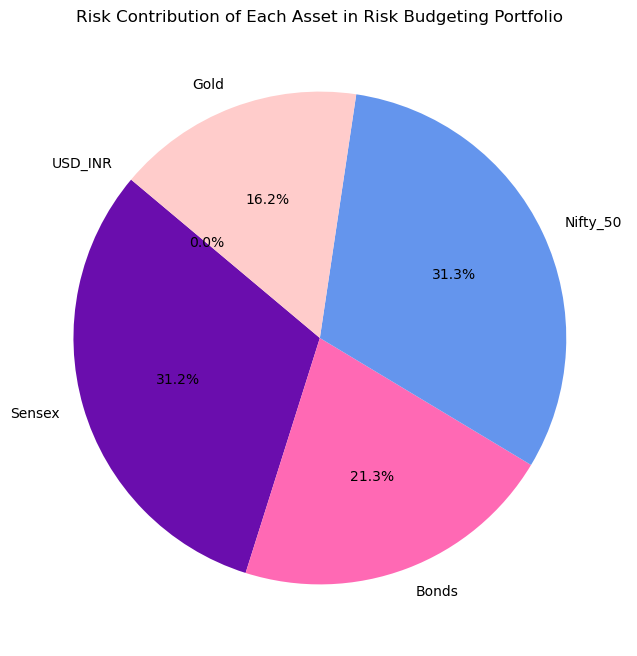 Risk Contribution of Each Asset in Risk Budgeting Portfolio
Gold
USD_INR
16.2%
Nifty_50
0.0%
31.3%
31.2%
Sensex
21.3%
Bonds